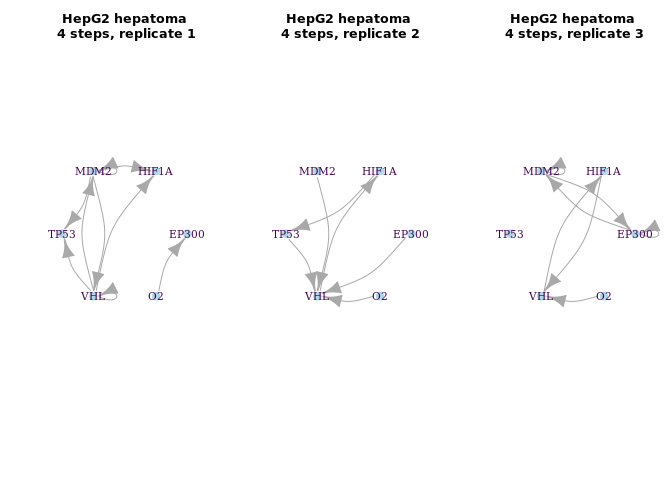 HepG2 hepatoma
4 steps, replicate 1
HepG2 hepatoma
4 steps, replicate 2
HepG2 hepatoma
4 steps, replicate 3
MDM2
HIF1A
TP53
EP300
VHL
O2
MDM2
HIF1A
TP53
EP300
VHL
O2
MDM2
HIF1A
TP53
EP300
VHL
O2